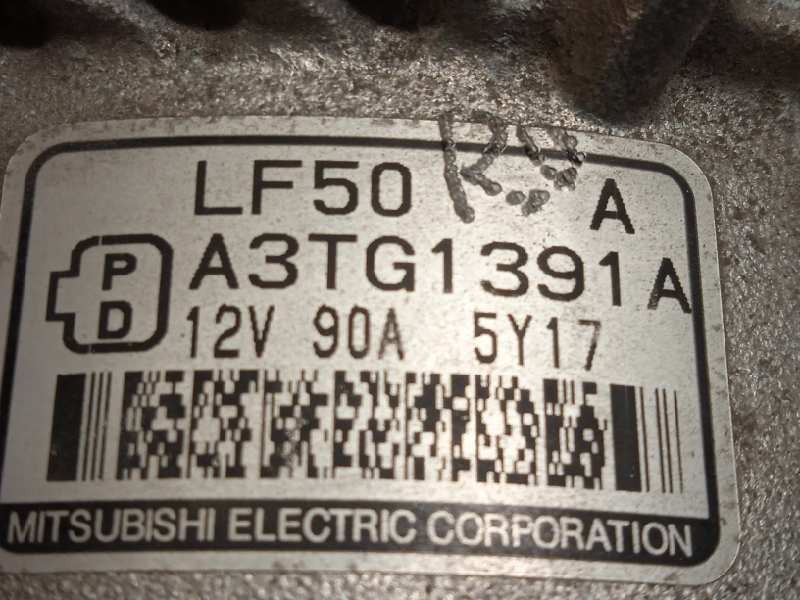 LF50 A
P
D
A3TG1391A
12V 90A 5Y17
MITSUBISHI ELECTRIC CORPORATION